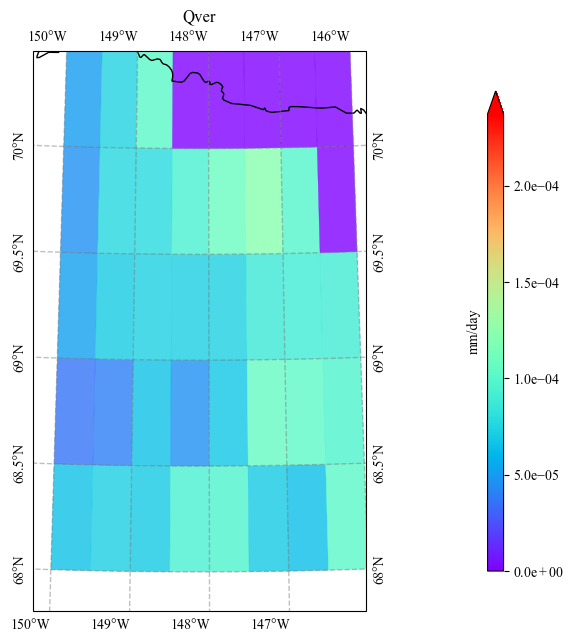 Qver
150°W 149°W 148°W 147°W 146°W
70°N 70°N
69.5°N 69.5°N
69°N 69°N
68.5°N 68.5°N
68°N 68°N
150°W 149°W 148°W 147°W
2.0e−04
1.5e−04
1.0e−04
5.0e−05
0.0e+00
mm/day